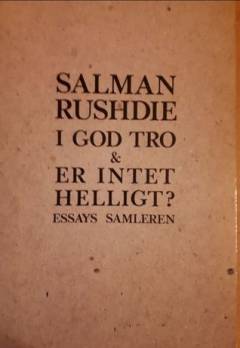 SALMAN
RUSHDIE
I GOD TRO
&
ER INTET
HELLIGT?
ESSAYS SAMLEREN